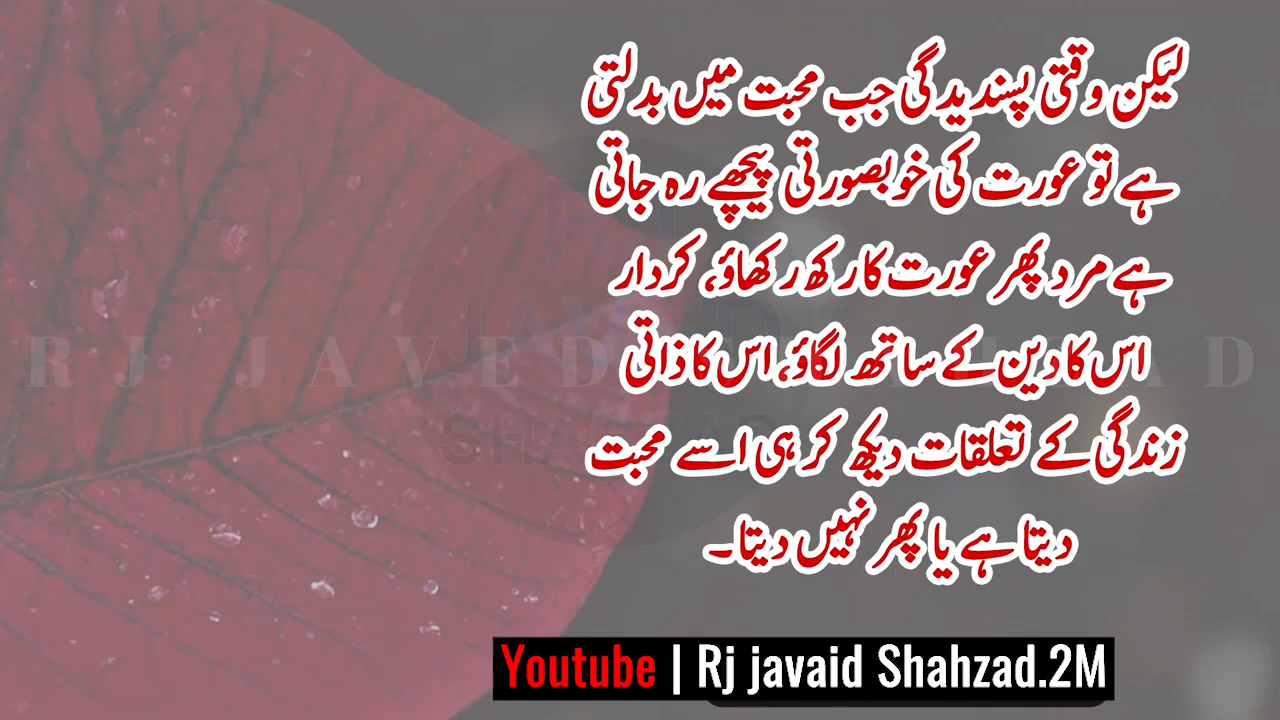 لیکن وقتی پسندیدگی جب محبت میں بدلتی
ہے تو عورت کی خوبصورتی پیچھے رہ جاتی
ہے مرد پھر عورت کا رکھ رکھاؤ، کردار
اس کا دین کے ساتھ لگاؤ، اس کا ذاتی
زندگی کے تعلقات دیکھ کر ہی اسے محبت
دیتا ہے یا پھر نہیں دیتا۔
Youtube | Rj javaid Shahzad.2M